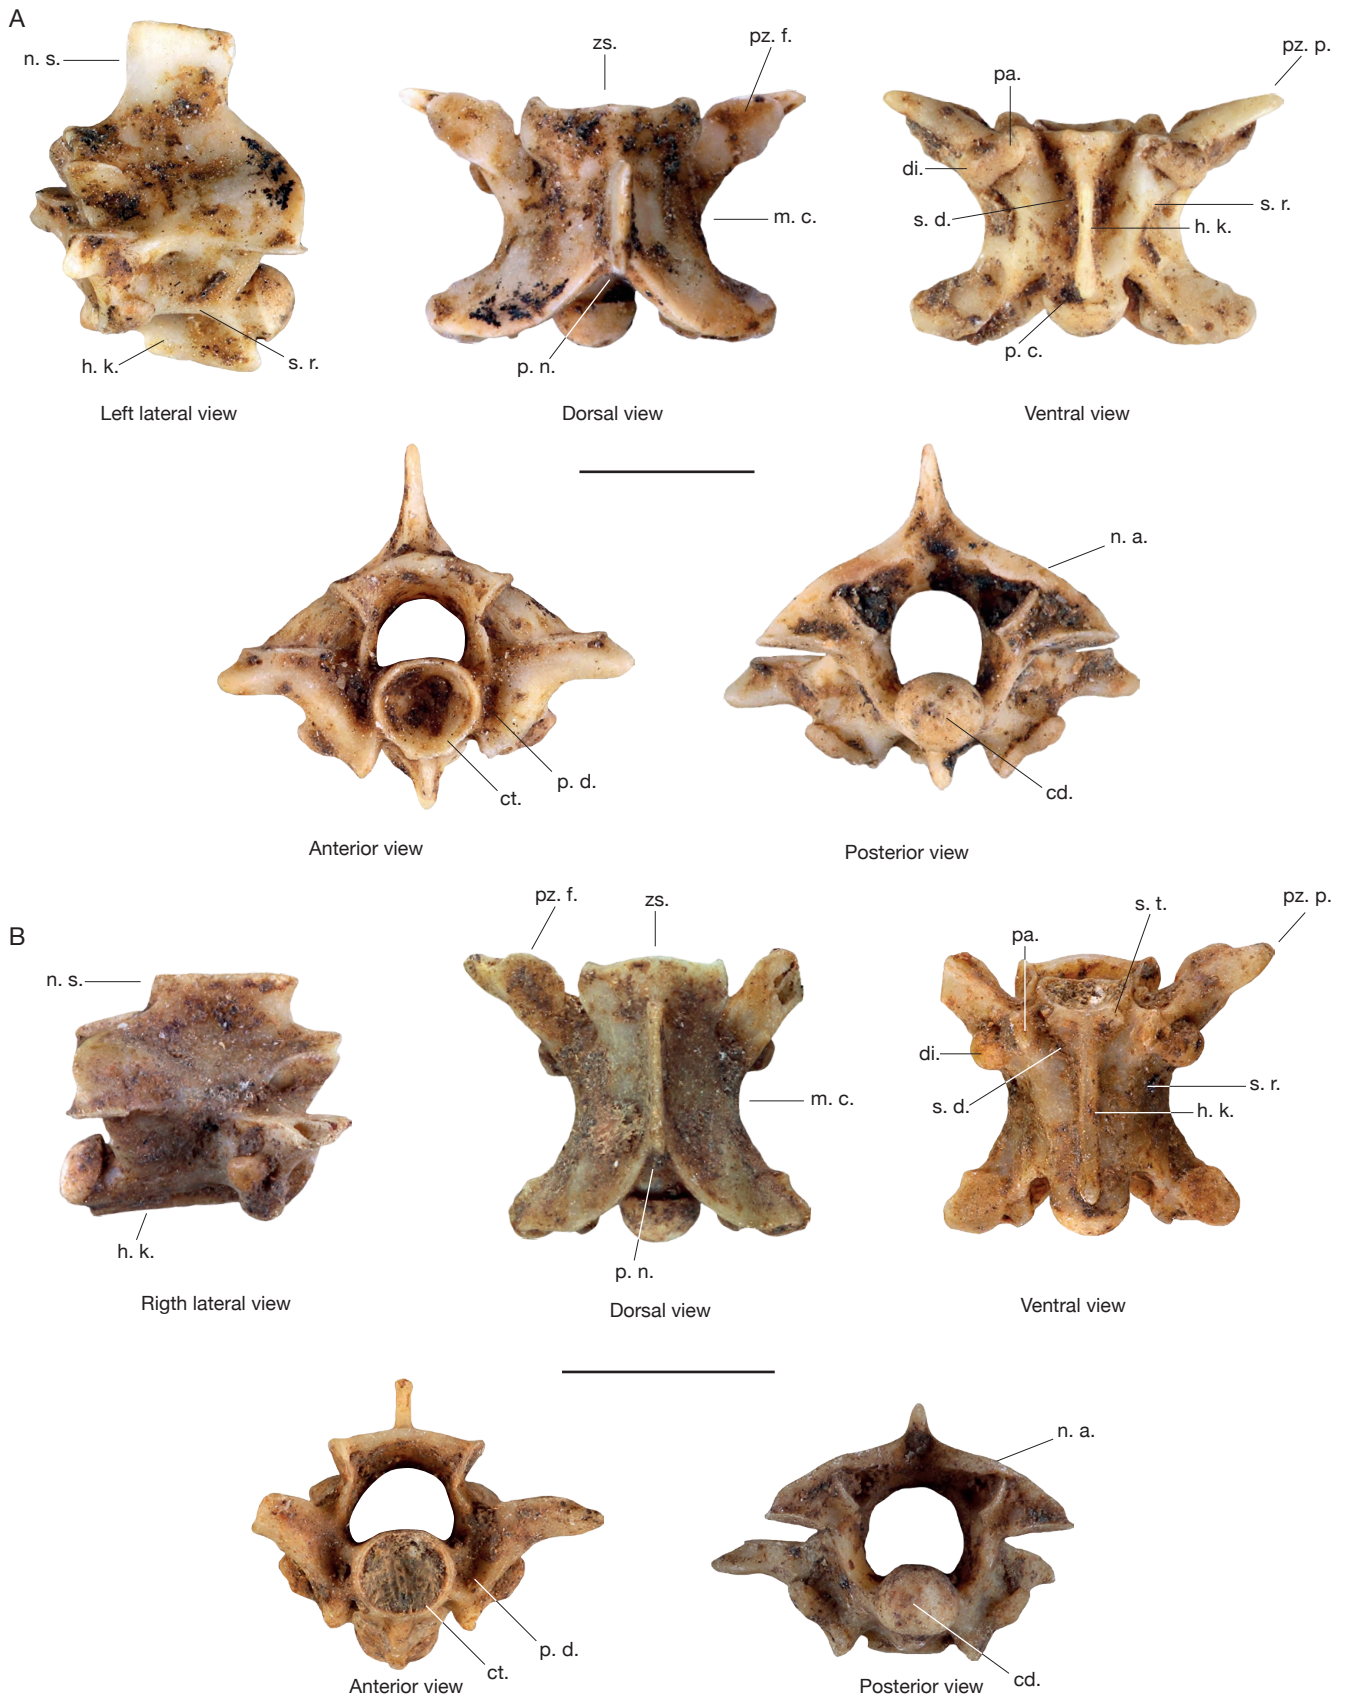 A
n. s.
zs.
pz. f.
pz. p.
pa.
di.
s. d.
m. c.
s. r.
h. k.
h. k.
s. r.
p. n.
p. c.
Left lateral view
Dorsal view
Ventral view
n. a.
ct.
p. d.
cd.
Anterior view
Posterior view
B
pz. f.
zs.
s. t.
pz. p.
pa.
n. s.
di.
s. d.
m. c.
s. r.
h. k.
h. k.
p. n.
Rigth lateral view
Dorsal view
Ventral view
n. a.
p. d.
ct.
cd.
Anterior view
Posterior view